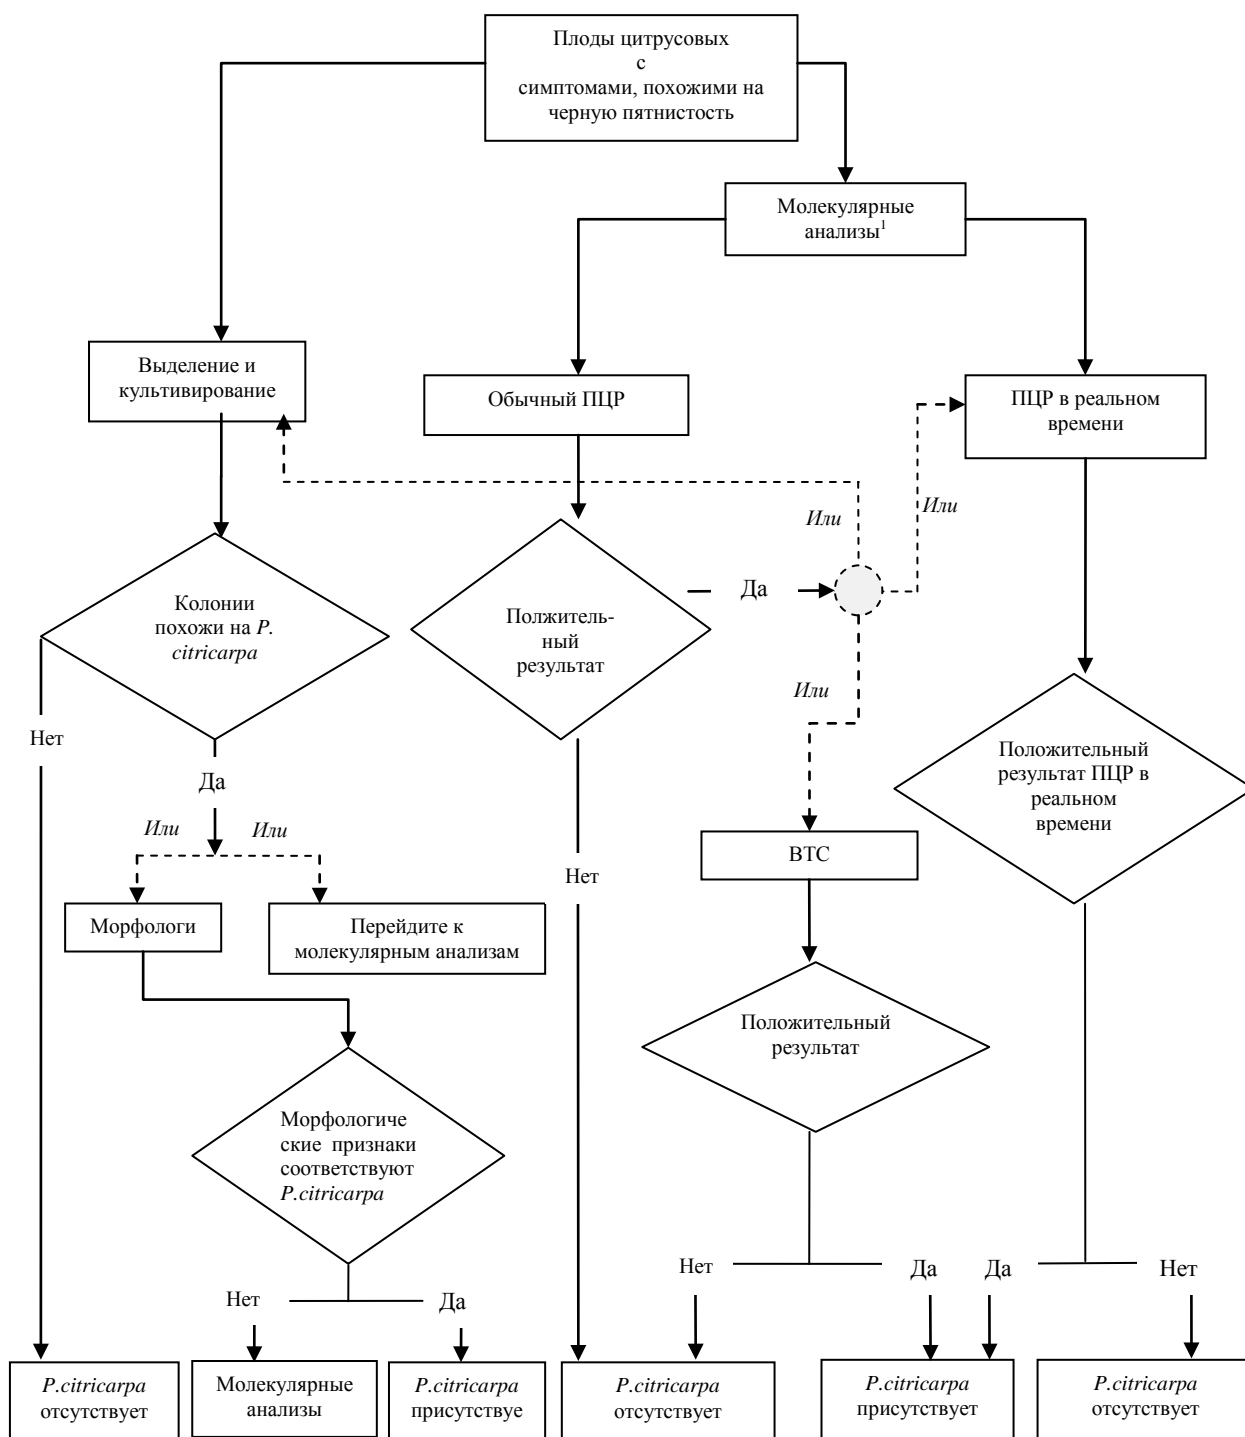 Плоды цитрусовых
с
симптомами, похожими на
черную пятнистость
Молекулярные
анализы¹
Выделение и
культивирование
Обычный ПЦР
ПЦР в реальном
времени
Или
Или
Колонии
похожи на P.
citricarpa
Полжитель-
ный
результат
Да
Или
Нет
Да
Положительный
результат ПЦР в
реальном
времени
Или
Или
ВТС
Нет
Морфологи
Перейдите к
молекулярным анализам
Положительный
результат
Морфологиче
ские признаки
соответствуют
P.citricarpa
Нет
Да
Да
Нет
Нет
Да
P.citricarpa
отсутствует
Молекулярные
анализы
P.citricarpa
присутствуе
P.citricarpa
отсутствует
P.citricarpa
присутствует
P.citricarpa
отсутствует